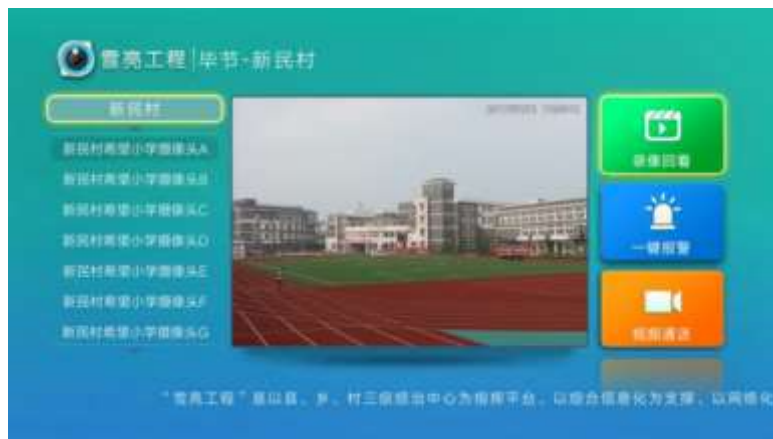 雪亮工程|毕节-新民村
新民村
新民村希望小学摄像头A
新民村希望小学摄像头B
新民村希望小学摄像头C
新民村希望小学摄像头D
新民村希望小学摄像头E
新民村希望小学摄像头F
新民村希望小学摄像头G
录像回看
一键报警
视频通话
“雪亮工程”是以县、乡、村三级综治中心为指挥平台、以综合信息化为支撑、以网格化